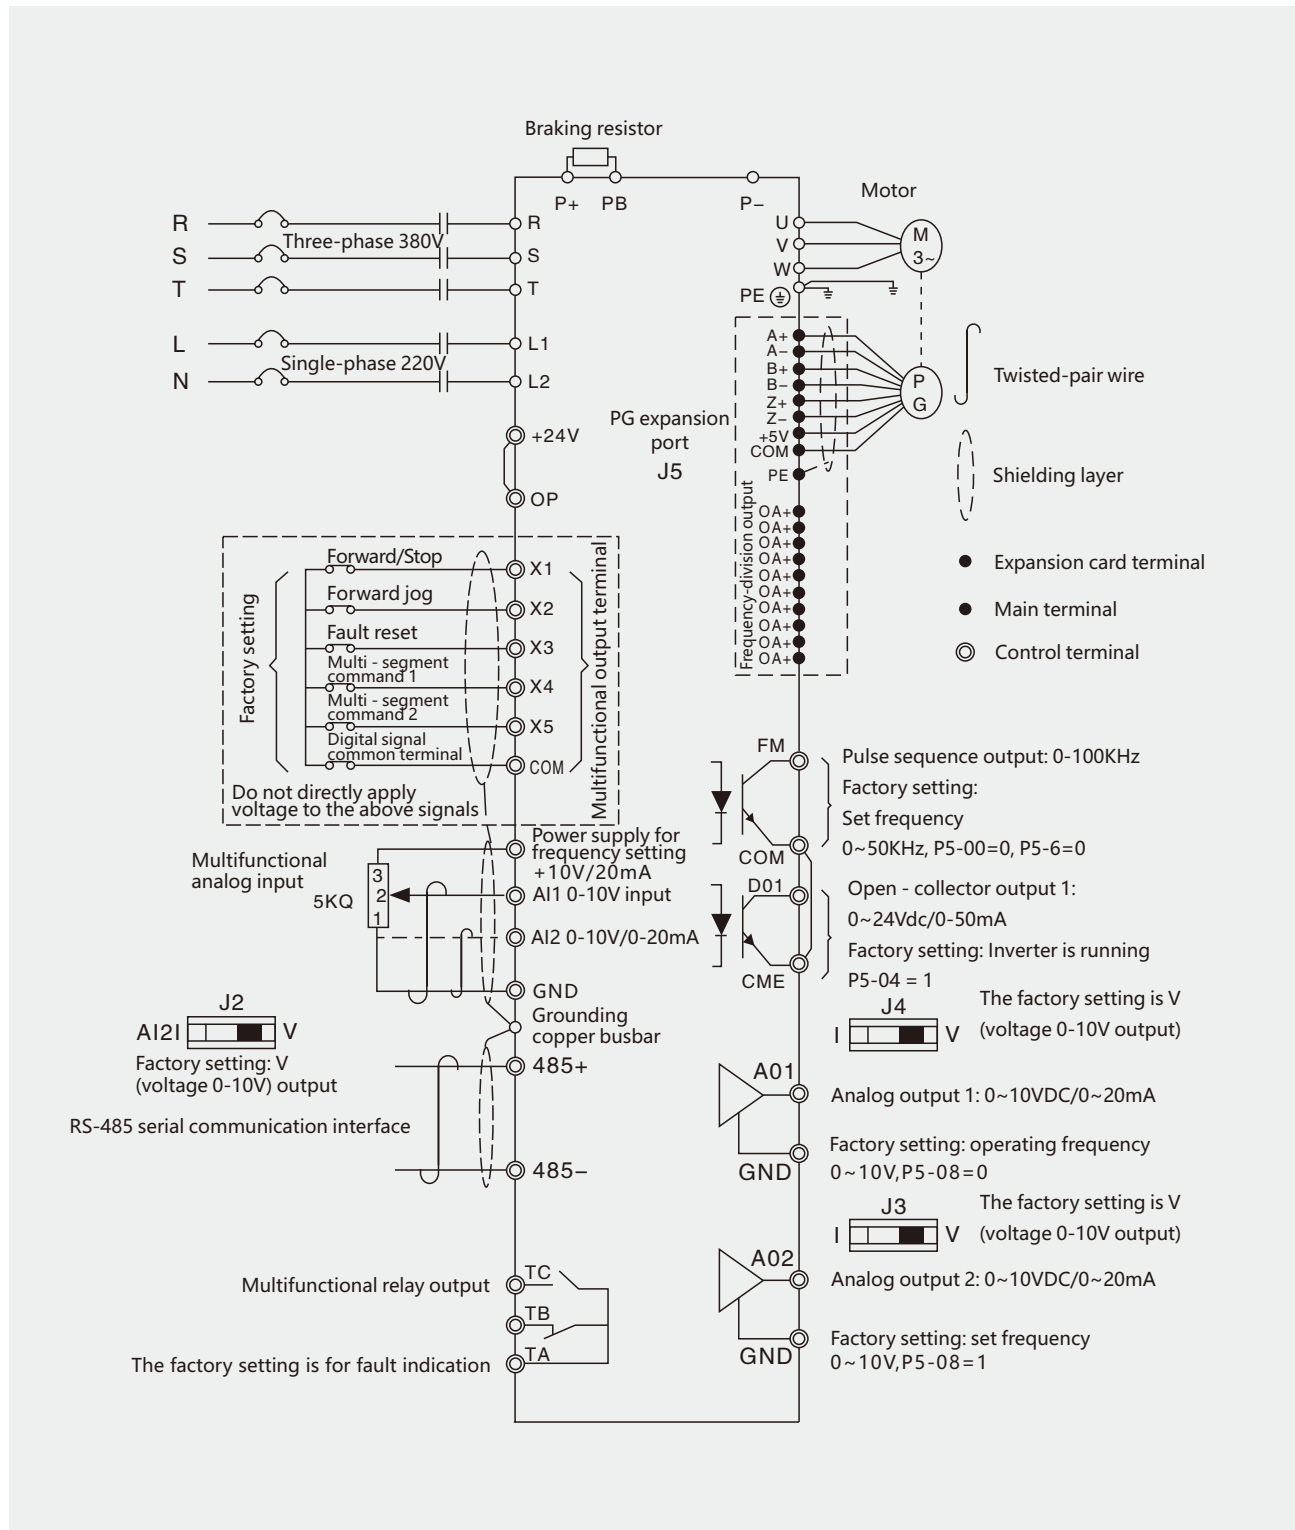 Braking resistor
P+ PB P−
Motor
R R
Three-phase 380V
S S
T T
U
V
W
M
3~
PE
L L1
Single-phase 220V
N L2
+24V
OP
A+
A−
B+
B−
Z+
Z−
+5V
COM
PE
P
G
PG expansion
port
J5
Twisted-pair wire
Shielding layer
Frequency-division output
OA+
OA+
OA+
OA+
OA+
OA+
OA+
OA+
OA+
OA+
Expansion card terminal
Main terminal
Control terminal
Factory setting
Forward/Stop
X1
Forward jog
X2
Fault reset
X3
Multi - segment
command 1
X4
Multi - segment
command 2
X5
Digital signal
common terminal
COM
Multifunctional output terminal
Do not directly apply
voltage to the above signals
FM
COM
Pulse sequence output: 0-100KHz
Factory setting:
Set frequency
0~50KHz, P5-00=0, P5-6=0
Multifunctional
analog input
5KQ
3
2
1
Power supply for
frequency setting
+10V/20mA
AI1 0-10V input
AI2 0-10V/0-20mA
GND
Grounding
copper busbar
D01
CME
Open - collector output 1:
0~24Vdc/0-50mA
Factory setting: Inverter is running
P5-04 = 1
J2
AI2I V
Factory setting: V
(voltage 0-10V) output
J4
I V
The factory setting is V
(voltage 0-10V output)
485+
RS-485 serial communication interface
485−
A01
GND
Analog output 1: 0~10VDC/0~20mA
Factory setting: operating frequency
0~10V,P5-08=0
J3
I V
The factory setting is V
(voltage 0-10V output)
Multifunctional relay output
TC
TB
TA
The factory setting is for fault indication
A02
GND
Analog output 2: 0~10VDC/0~20mA
Factory setting: set frequency
0~10V,P5-08=1